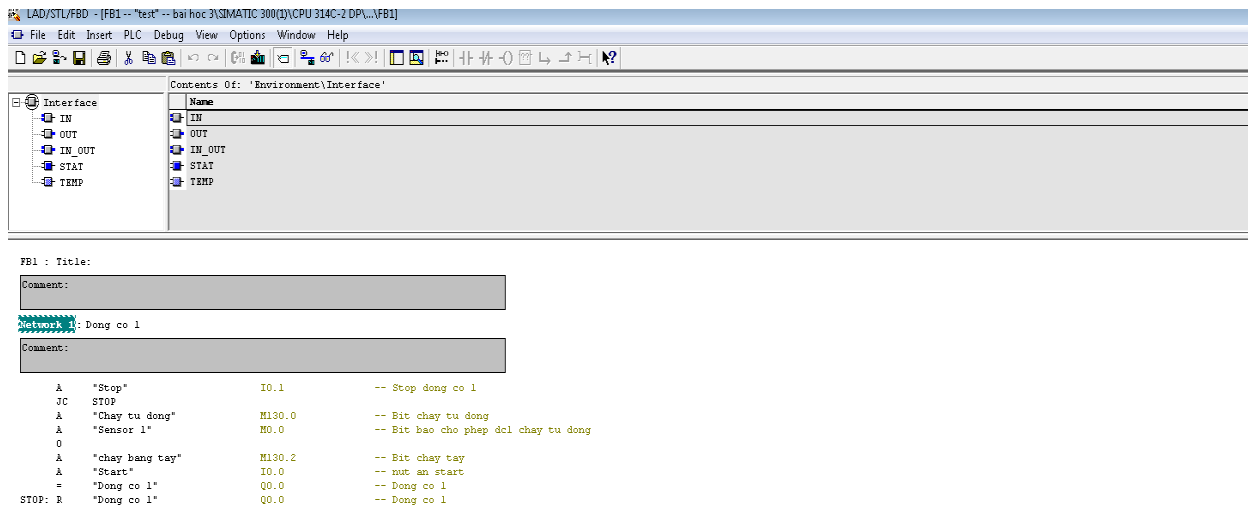 LAD/STL/FBD - [FB1 -- "test" -- bai hoc 3\SIMATIC 300(1)\CPU 314C-2 DP\...\FB1]
File Edit Insert PLC Debug View Options Window Help
Contents Of: 'Environment\Interface'
Interface
IN
OUT
IN_OUT
STAT
TEMP
Name
IN
OUT
IN_OUT
STAT
TEMP
FB1 : Title:
Comment:
Network 1: Dong co 1
Comment:
A "Stop" I0.1 -- Stop dong co 1
JC STOP
A "Chay tu dong" M130.0 -- Bit chay tu dong
A "Sensor 1" M0.0 -- Bit bao cho phep dc1 chay tu dong
O
A "chay bang tay" M130.2 -- Bit chay tay
A "Start" I0.0 -- nut an start
= "Dong co 1" Q0.0 -- Dong co 1
STOP: R "Dong co 1" Q0.0 -- Dong co 1